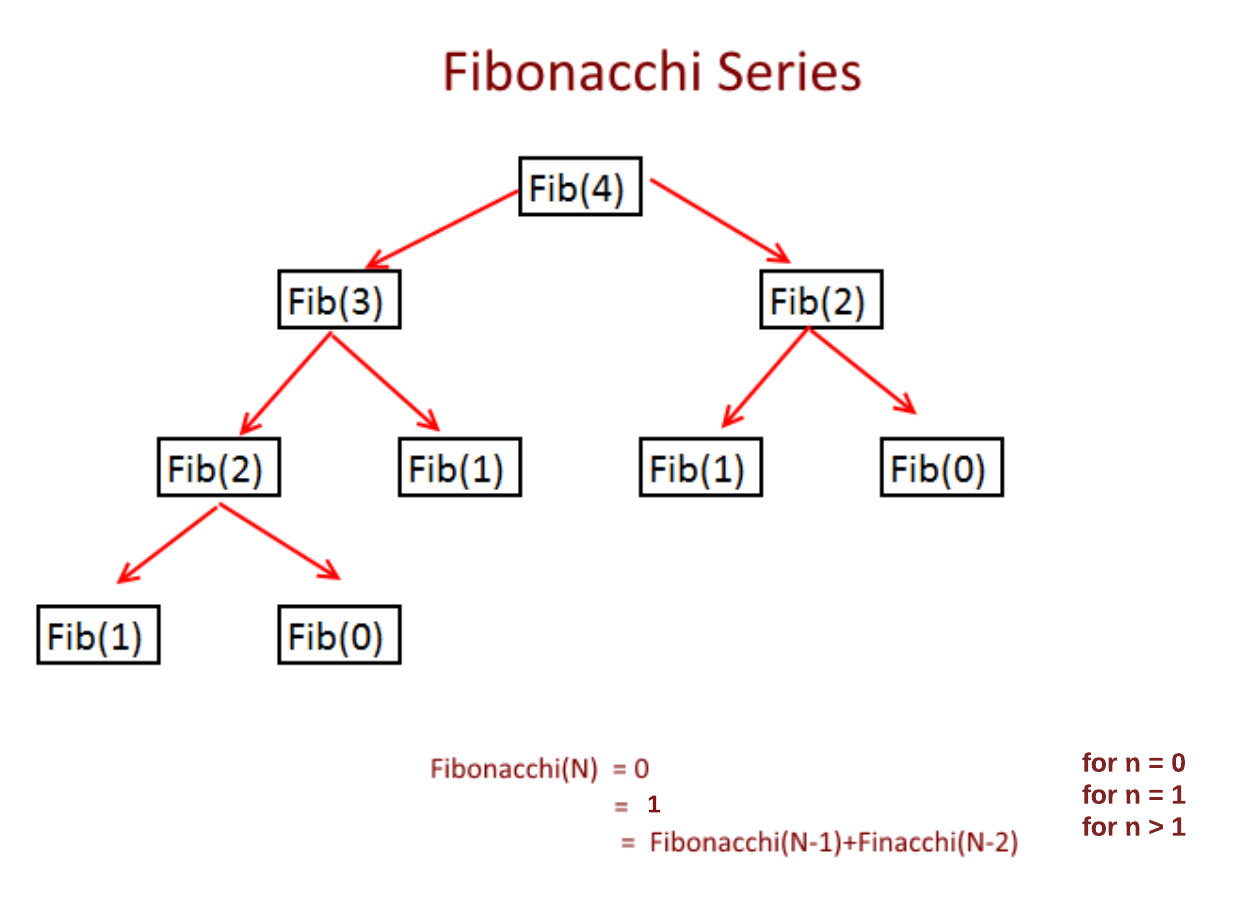 Fibonacchi Series
Fib(4)
Fib(3) Fib(2)
Fib(2) Fib(1) Fib(1) Fib(0)
Fib(1) Fib(0)
Fibonacchi(N) = 0 for n = 0
= 1 for n = 1
= Fibonacchi(N-1)+Finacchi(N-2) for n > 1